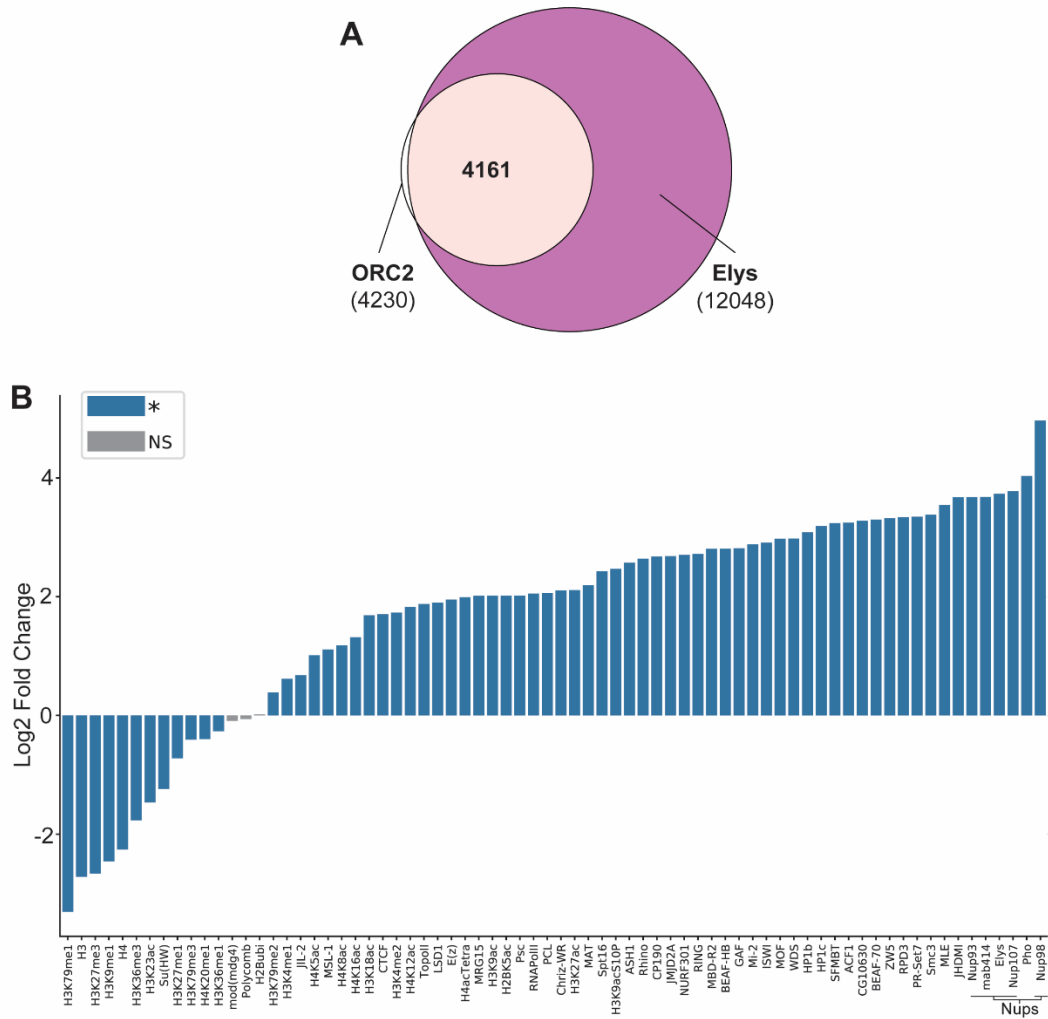 A
4161
ORC2
(4230)
Elys
(12048)
B
*
NS
Log2 Fold Change
4
2
0
-2
H3K79me1
H3
H3K27me3
H3K9me1
H4
H3K36me3
H3K23ac
Su(HW)
H3K27me1
H3K79me3
H4K20me1
H3K36me1
mod(mdg4)
Polycomb
H2Bubi
H3K79me2
H3K4me1
JIL-2
H4K5ac
MSL-1
H4K8ac
H4K16ac
H3K18ac
CTCF
H3K4me2
H4K12ac
TopoII
LSD1
E(z)
H4acTetra
MRG15
H3K9ac
H2BK5ac
Psc
RNAPolII
PCL
Chriz-WR
H3K27ac
MAT
Spt16
H3K9acS10P
ASH1
Rhino
CP190
JMJD2A
NURF301
RING
MBD-R2
BEAF-HB
GAF
Mi-2
ISWI
MOF
WDS
HP1b
HP1c
SFMBT
ACF1
CG10630
BEAF-70
ZW5
RPD3
PR-Set7
Smc3
MLE
JHDMI
Nup93
mab414
Elys
Nup107
Pho
Nup98
Nups